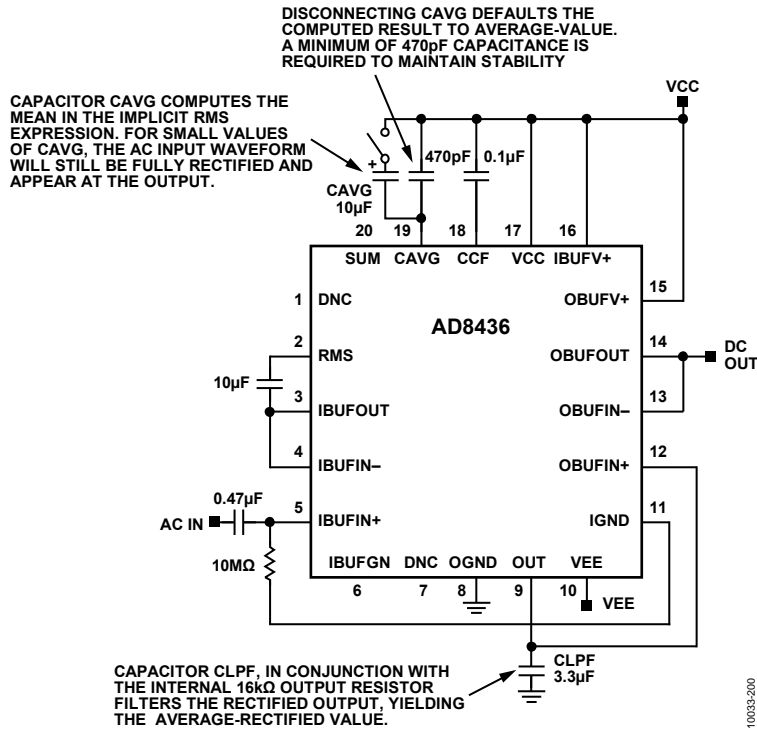 DISCONNECTING CAVG DEFAULTS THE
COMPUTED RESULT TO AVERAGE-VALUE.
A MINIMUM OF 470pF CAPACITANCE IS
REQUIRED TO MAINTAIN STABILITY
VCC
CAPACITOR CAVG COMPUTES THE
MEAN IN THE IMPLICIT RMS
EXPRESSION. FOR SMALL VALUES
OF CAVG, THE AC INPUT WAVEFORM
WILL STILL BE FULLY RECTIFIED AND
APPEAR AT THE OUTPUT.
+
470pF
0.1µF
CAVG
10µF
20
19
18
17
16
SUM
CAVG
CCF
VCC
IBUFV+
1
DNC
OBUFV+
15
AD8436
2
RMS
OBUFOUT
14
DC
OUT
10µF
3
IBUFOUT
OBUFIN–
13
4
IBUFIN–
OBUFIN+
12
0.47µF
AC IN
5
IBUFIN+
IGND
11
10MΩ
IBUFGN
DNC
OGND
OUT
VEE
6
7
8
9
10
VEE
CAPACITOR CLPF, IN CONJUNCTION WITH
THE INTERNAL 16kΩ OUTPUT RESISTOR
FILTERS THE RECTIFIED OUTPUT, YIELDING
THE AVERAGE-RECTIFIED VALUE.
CLPF
3.3µF
10033-200